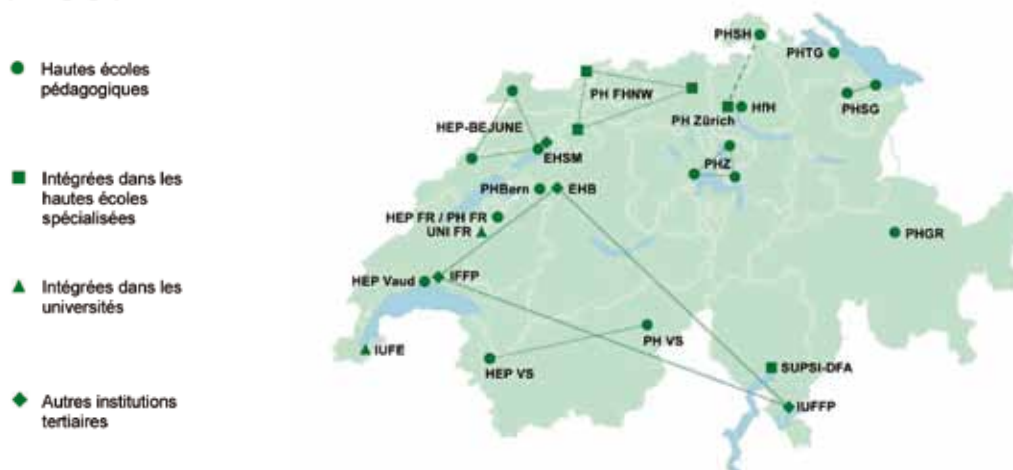 Hautes écoles
pédagogiques
Intégrées dans les
hautes écoles
spécialisées
Intégrées dans les
universités
Autres institutions
tertiaires
PHSH
PHTG
PH FHNW
PHSG
PH Zürich
HfH
HEP-BEJUNE
EHSM
PHZ
PHBern
EHB
HEP FR / PH FR
UNI FR
PHGR
HEP Vaud
IFFP
PH VS
IUFE
HEP VS
SUPSI-DFA
IUFFP